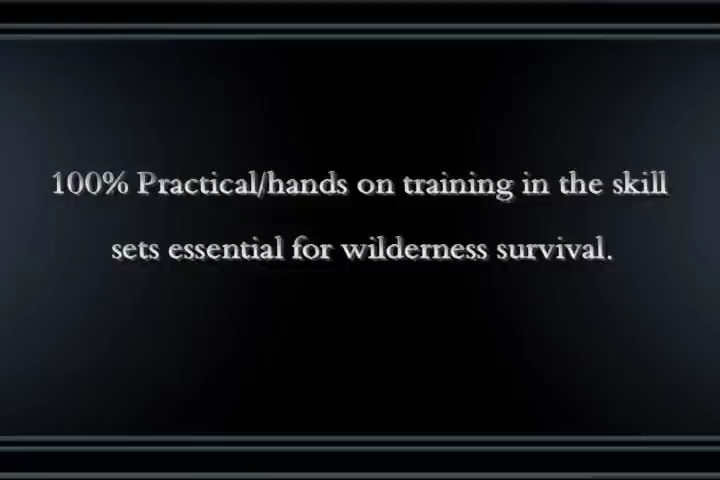 100% Practical/hands on training in the skill
sets essential for wilderness survival.